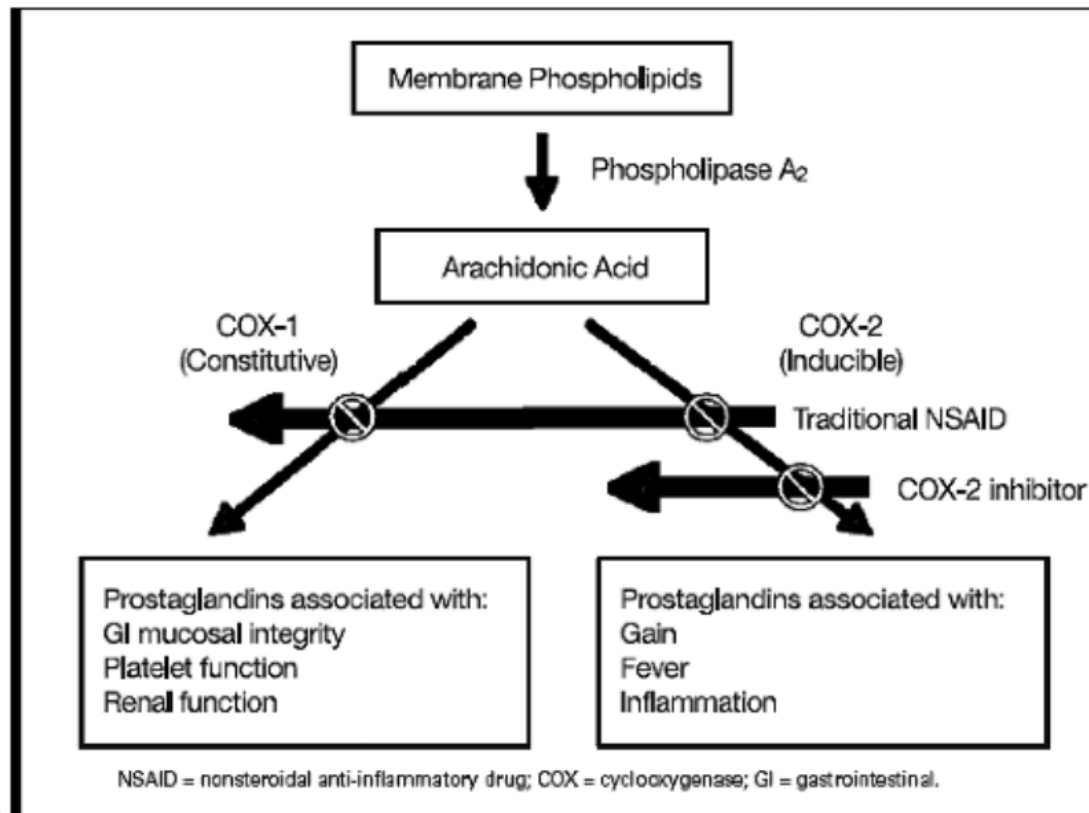 Membrane Phospholipids
Phospholipase A₂
Arachidonic Acid
COX-1
(Constitutive)
COX-2
(Inducible)
Traditional NSAID
COX-2 inhibitor
Prostaglandins associated with:
GI mucosal integrity
Platelet function
Renal function
Prostaglandins associated with:
Gain
Fever
Inflammation
NSAID = nonsteroidal anti-inflammatory drug; COX = cyclooxygenase; GI = gastrointestinal.